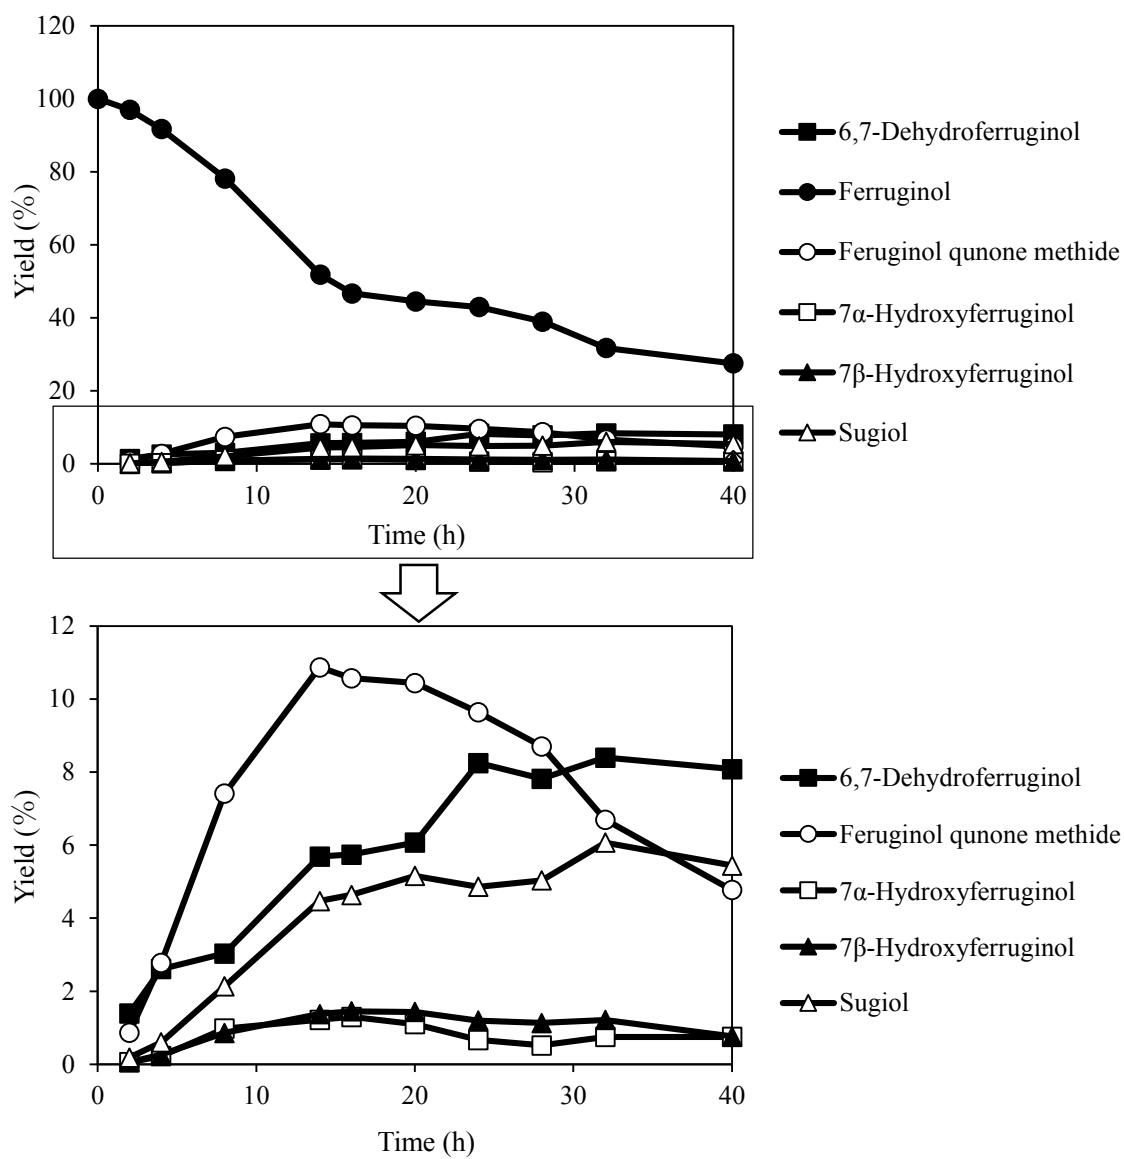 120
100
80
60
40
20
0
Yield (%)
0 10 20 30 40
Time (h)
6,7-Dehydroferruginol
Ferruginol
Feruginol qunone methide
7α-Hydroxyferruginol
7β-Hydroxyferruginol
Sugiol
12
10
8
6
4
2
0
Yield (%)
0 10 20 30 40
Time (h)
6,7-Dehydroferruginol
Feruginol qunone methide
7α-Hydroxyferruginol
7β-Hydroxyferruginol
Sugiol